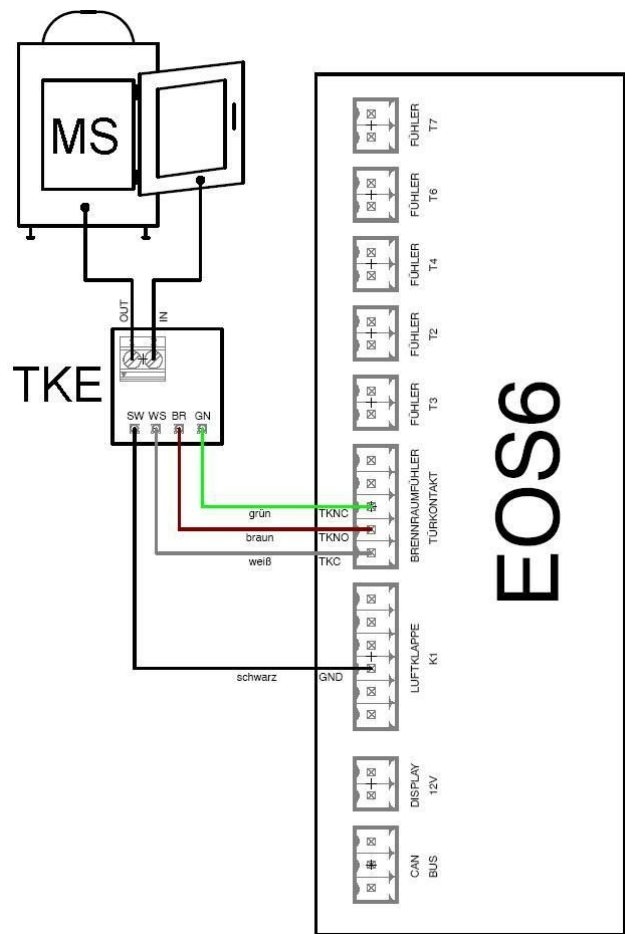 MS
OUT
IN
TKE
SW WS BR GN
grün
TKNC
braun
TKNO
weiß
TKC
schwarz
GND
FÜHLER
T7
FÜHLER
T6
FÜHLER
T4
FÜHLER
T2
FÜHLER
T3
BRENNRAUMFÜHLER
TÜRKONTAKT
LUFTKLAPPE
K1
DISPLAY
12V
CAN
BUS
EOS6